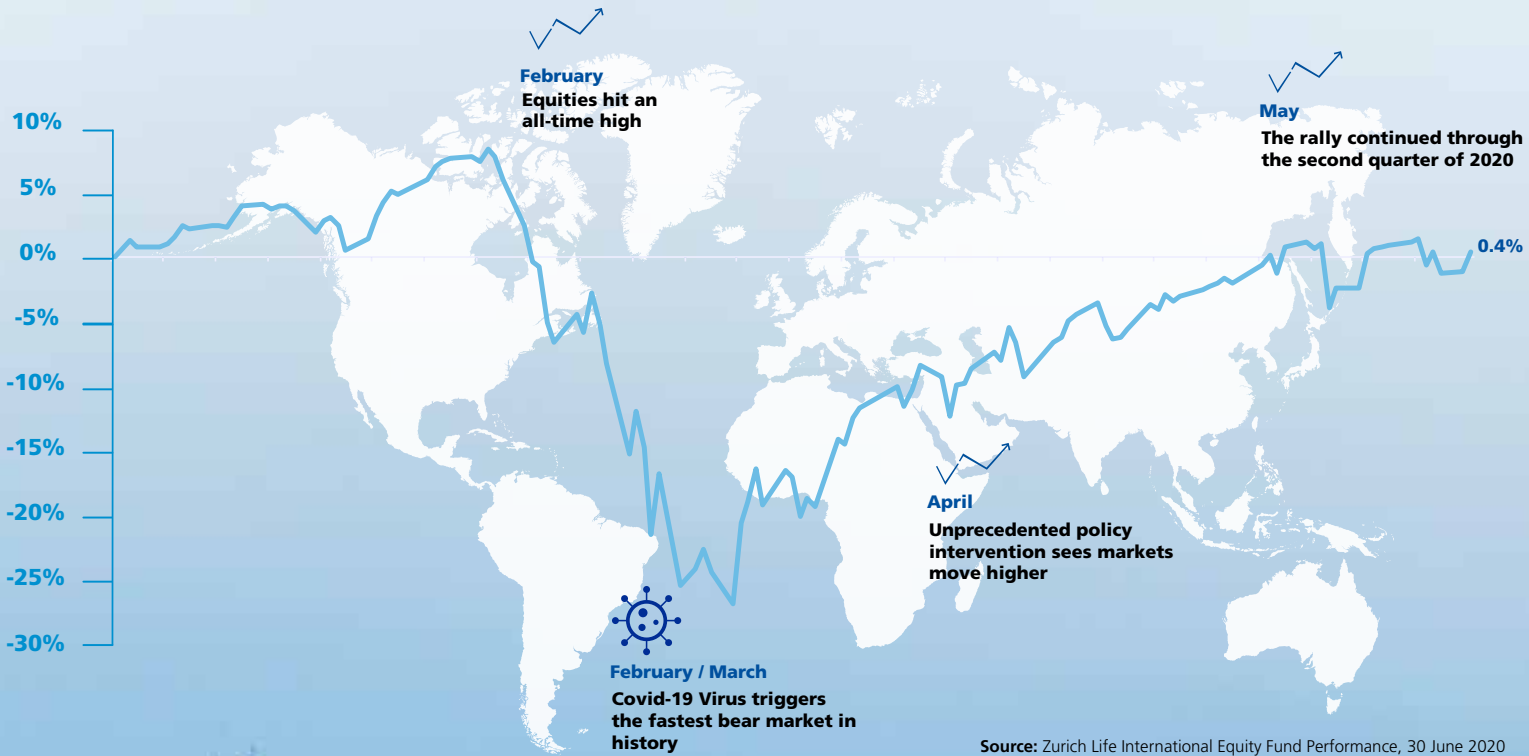 February
Equities hit an
all-time high
May
The rally continued through
the second quarter of 2020
10%
5%
0%
-5%
-10%
-15%
-20%
-25%
-30%
0.4%
April
Unprecedented policy
intervention sees markets
move higher
February / March
Covid-19 Virus triggers
the fastest bear market in
history
Source: Zurich Life International Equity Fund Performance, 30 June 2020